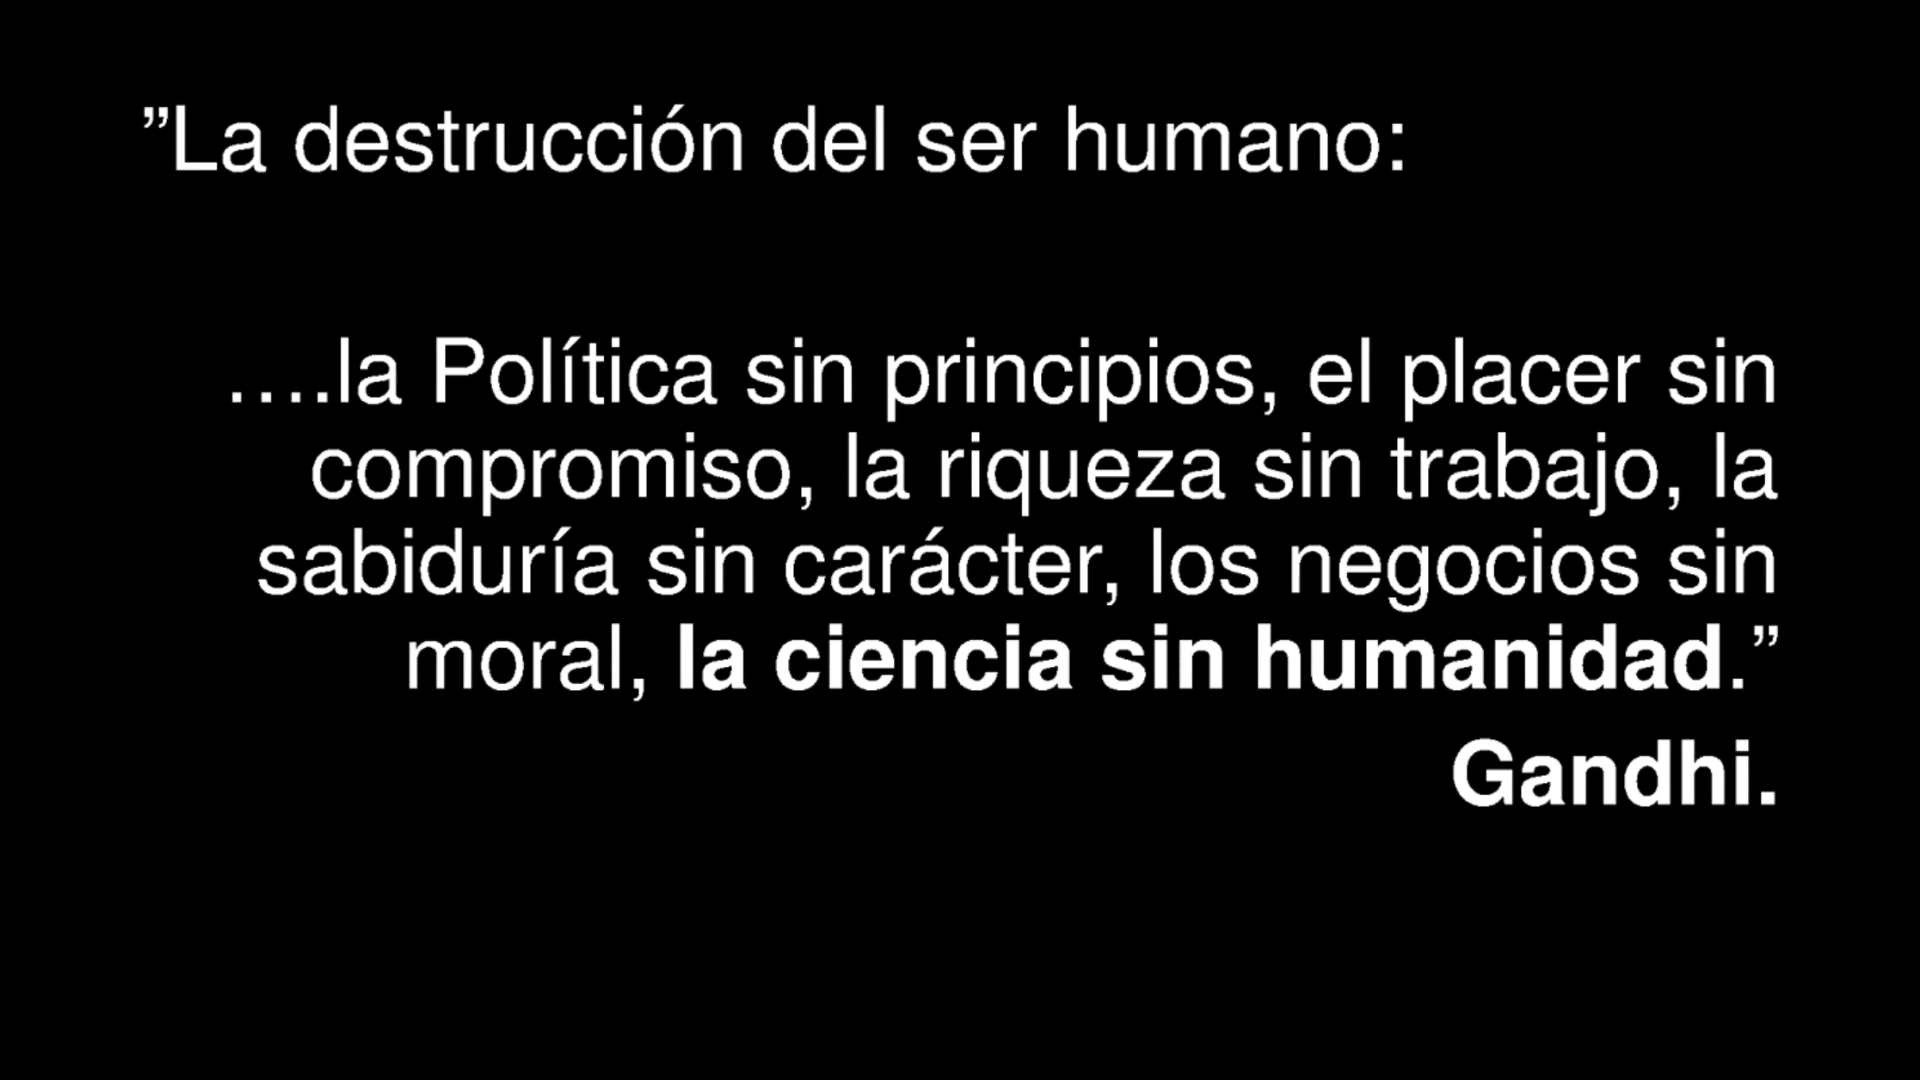 ”La destrucción del ser humano:
….la Política sin principios, el placer sin
compromiso, la riqueza sin trabajo, la
sabiduría sin carácter, los negocios sin
moral, la ciencia sin humanidad.”
Gandhi.